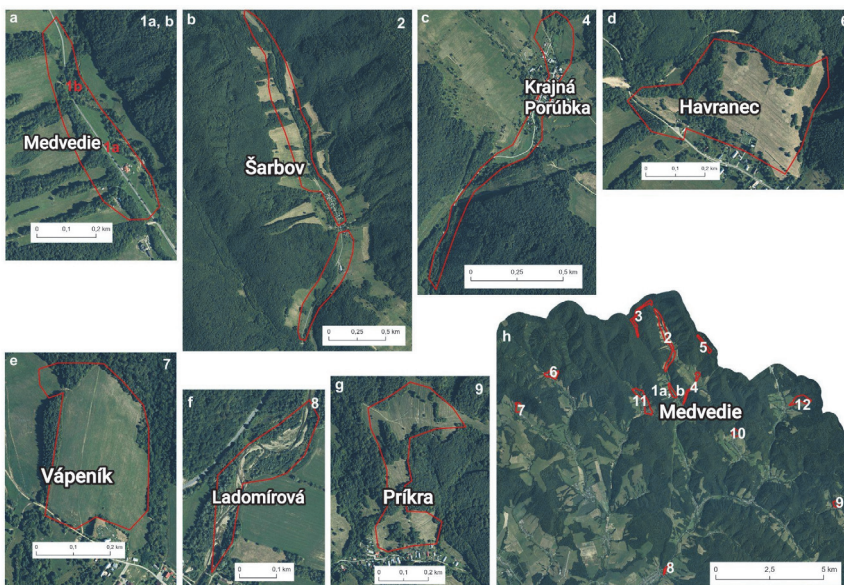 a
1a, b
1b
Medvedie
1a
0
0,1
0,2 km
b
2
Šarbov
0
0.25
0.5 km
c
4
Krajná
Porúbka
0
0,25
0,5 km
d
6
Havranec
0
0,1
0,2 km
e
7
Vápeník
0
0,1
0,2 km
f
8
Ladomírová
0
0.1 km
g
9
Príkra
0
0,1
0,2 km
h
3
2
5
6
1a, b
4
11
Medvedie
7
12
10
9
8
0
2,5
5 km